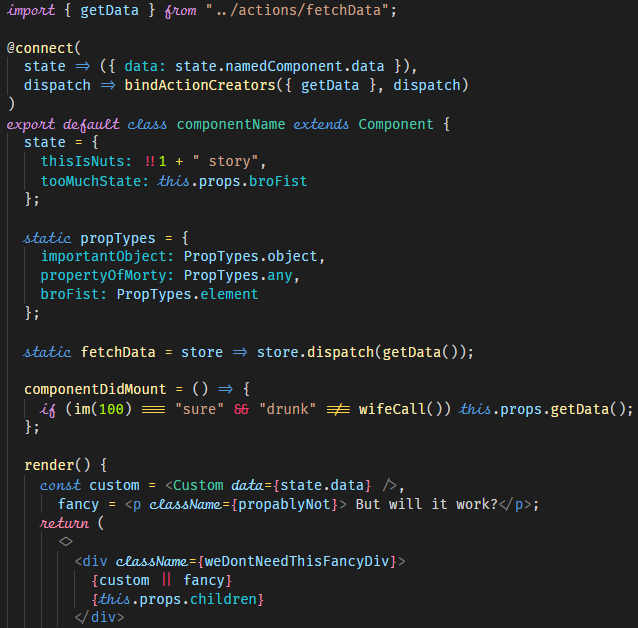 import { getData } from "../actions/fetchData";
@connect(
state => ({ data: state.namedComponent.data }),
dispatch => bindActionCreators({ getData }, dispatch)
)
export default class componentName extends Component {
state = {
thisIsNuts: !!1 + " story",
tooMuchState: this.props.broFist
};
static propTypes = {
importantObject: PropTypes.object,
propertyOfMorty: PropTypes.any,
broFist: PropTypes.element
};
static fetchData = store => store.dispatch(getData());
componentDidMount = () => {
if (im(100) === "sure" && "drunk" !== wifeCall()) this.props.getData();
};
render() {
const custom = <Custom data={state.data} />,
fancy = <p className={propablyNot}> But will it work?</p>;
return (
<>
<div className={weDontNeedThisFancyDiv}>
{custom || fancy}
{this.props.children}
</div>